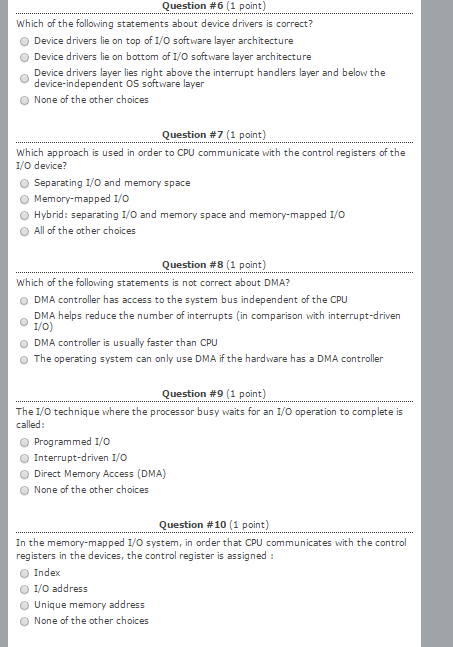 Question #6 (1 point)
Which of the following statements about device drivers is correct?
Device drivers lie on top of I/O software layer architecture
Device drivers lie on bottom of I/O software layer architecture
Device drivers layer lies right above the interrupt handlers layer and below the
device-independent OS software layer
None of the other choices
Question #7 (1 point)
Which approach is used in order to CPU communicate with the control registers of the
I/O device?
Separating I/O and memory space
Memory-mapped I/O
Hybrid: separating I/O and memory space and memory-mapped I/O
All of the other choices
Question #8 (1 point)
Which of the following statements is not correct about DMA?
DMA controller has access to the system bus independent of the CPU
DMA helps reduce the number of interrupts (in comparison with interrupt-driven
I/O)
DMA controller is usually faster than CPU
The operating system can only use DMA if the hardware has a DMA controller
Question #9 (1 point)
The I/O technique where the processor busy waits for an I/O operation to complete is
called:
Programmed I/O
Interrupt-driven I/O
Direct Memory Access (DMA)
None of the other choices
Question #10 (1 point)
In the memory-mapped I/O system, in order that CPU communicates with the control
registers in the devices, the control register is assigned :
Index
I/O address
Unique memory address
None of the other choices